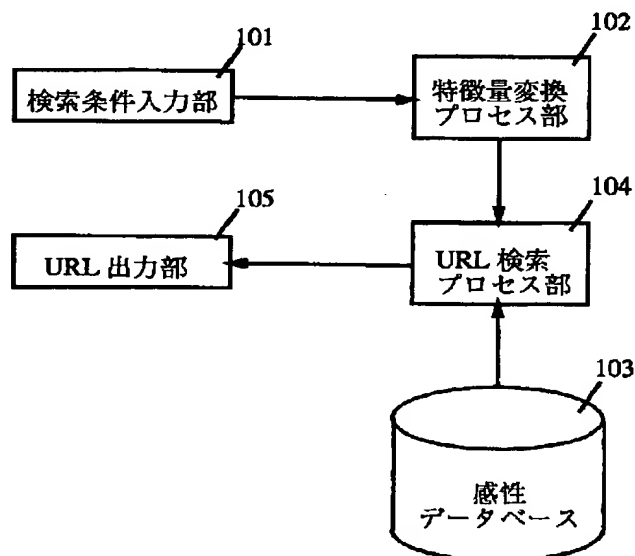 101
検索条件入力部
102
特徴量変換
プロセス部
105
URL 出力部
104
URL 検索
プロセス部
103
感性
データベース